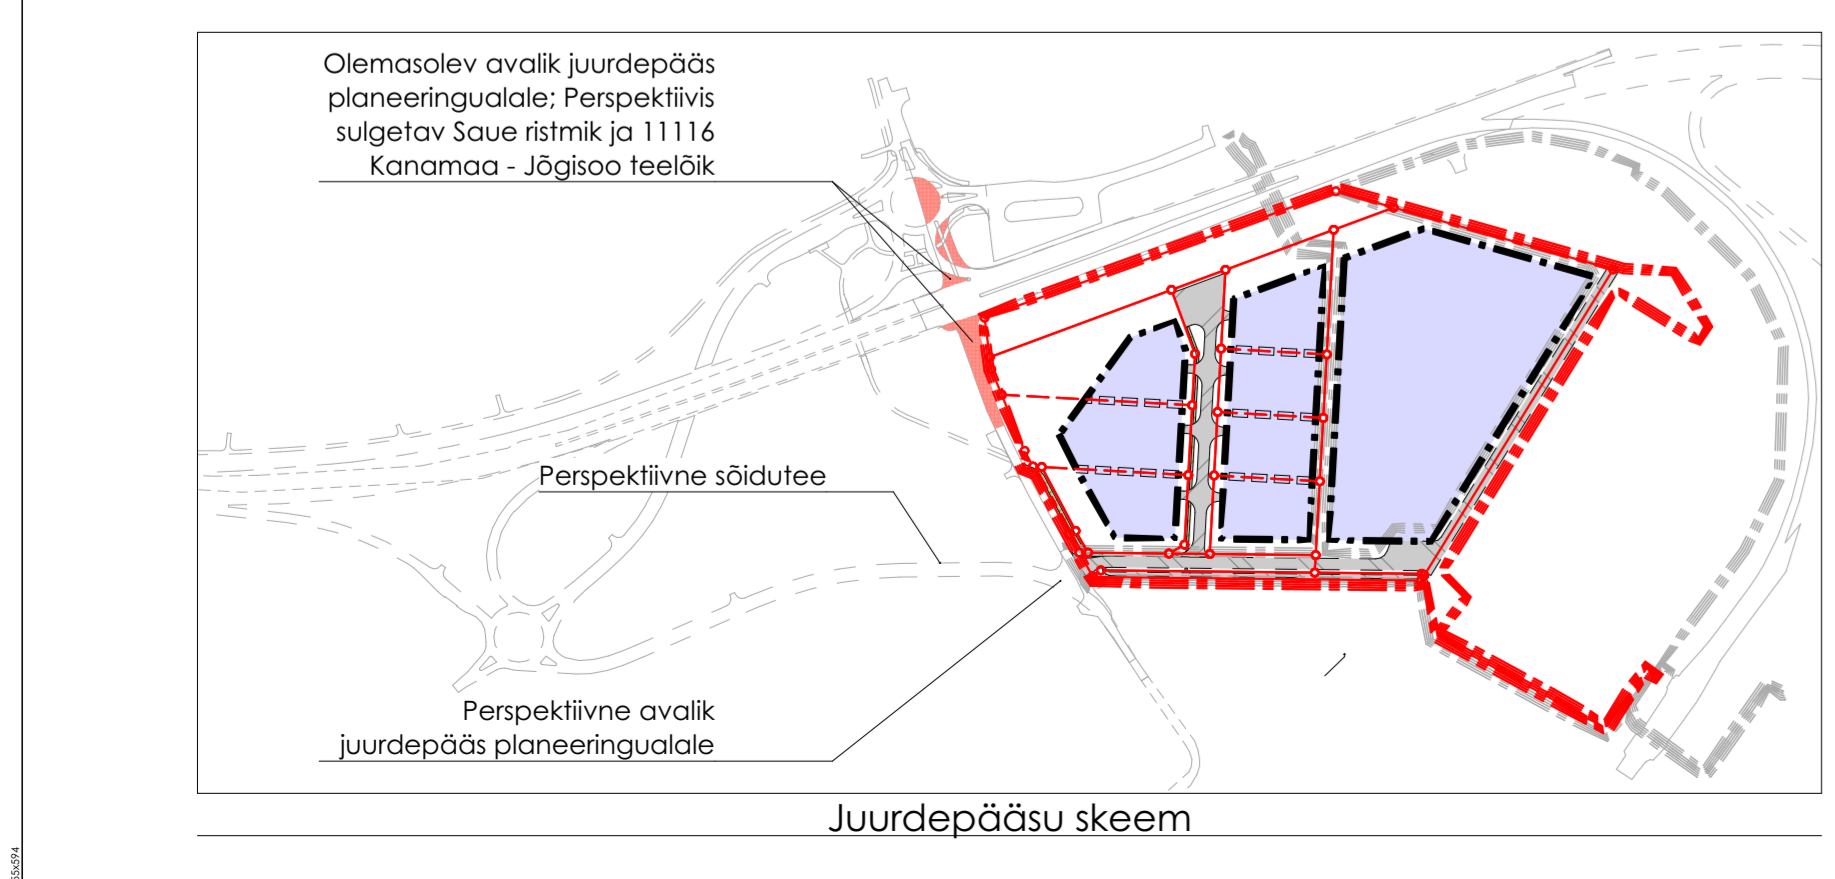 Olemasolev avalik juurdepääs
planeeringualale; Perspektiivis
sulgetav Saue ristmik ja 11116
Kanamaa - Jõgisoo teelõik
Perspektiivne sõidutee
Perspektiivne avalik
juurdepääs planeeringualale
Juurdepääsu skeem